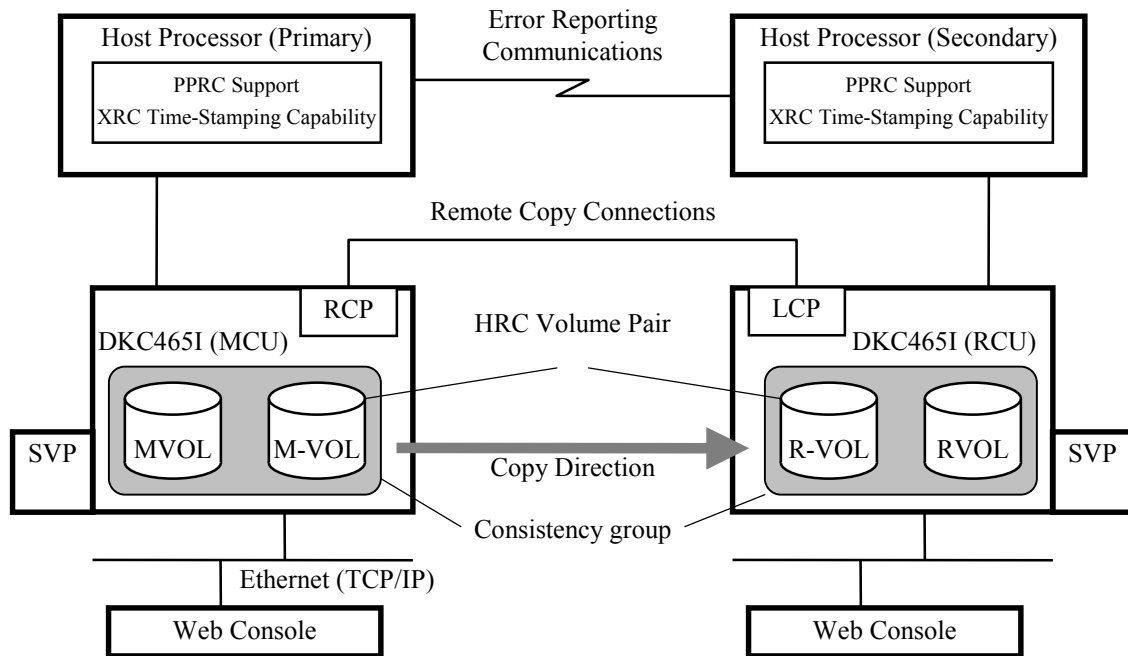 Host Processor (Primary)
PPRC Support
XRC Time-Stamping Capability
Error Reporting
Communications
Host Processor (Secondary)
PPRC Support
XRC Time-Stamping Capability
Remote Copy Connections
RCP
LCP
DKC465I (MCU)
HRC Volume Pair
DKC465I (RCU)
MVOL
M-VOL
R-VOL
RVOL
SVP
SVP
Copy Direction
Consistency group
Ethernet (TCP/IP)
Web Console
Web Console